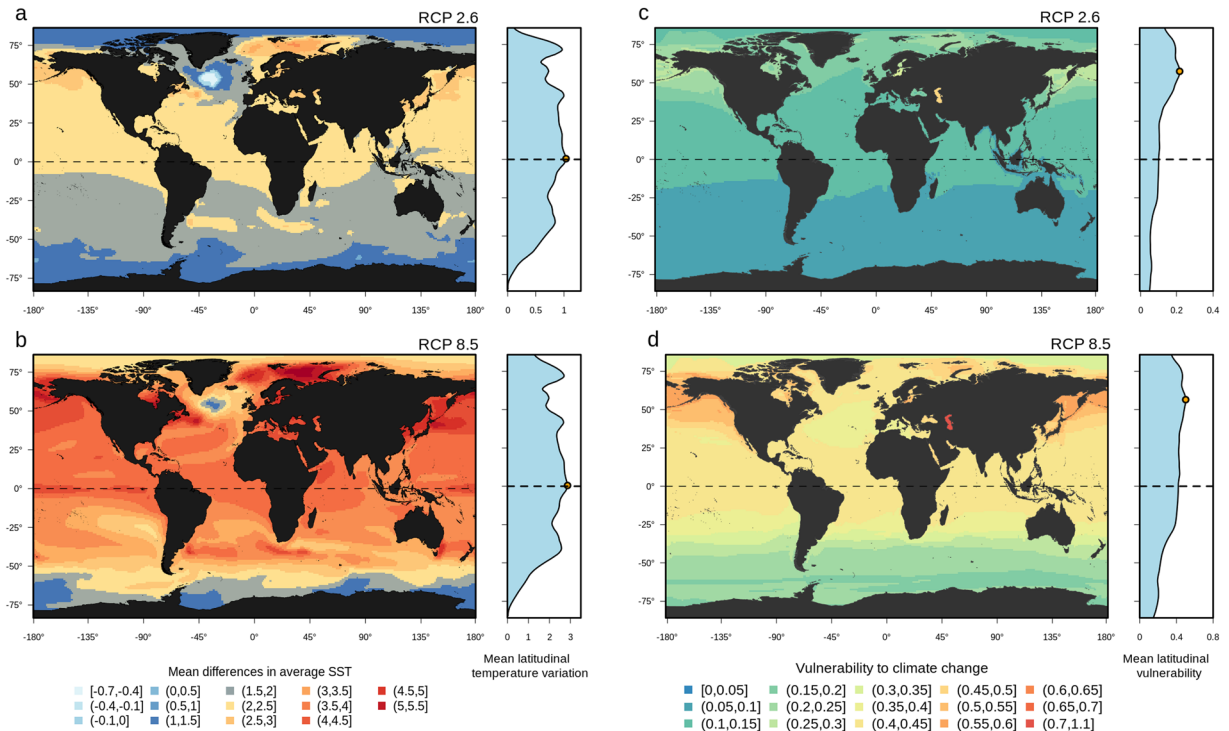 a
RCP 2.6
75°
50°
25°
0°
-25°
-50°
-75°
-180° -135° -90° -45° 0° 45° 90° 135° 180°
0 0.5 1
c
RCP 2.6
75°
50°
25°
0°
-25°
-50°
-75°
-180° -135° -90° -45° 0° 45° 90° 135° 180°
0 0.2 0.4
b
RCP 8.5
75°
50°
25°
0°
-25°
-50°
-75°
-180° -135° -90° -45° 0° 45° 90° 135° 180°
0 1 2 3
d
RCP 8.5
75°
50°
25°
0°
-25°
-50°
-75°
-180° -135° -90° -45° 0° 45° 90° 135° 180°
0 0.4 0.8
Mean differences in average SST
[-0.7,-0.4] (0,0.5] (1.5,2] (3,3.5] (4.5,5]
(-0.4,-0.1] (0.5,1] (2,2.5] (3.5,4] (5,5.5]
(-0.1,0] (1,1.5] (2.5,3] (4,4.5]
Mean latitudinal
temperature variation
Vulnerability to climate change
[0,0.05] (0.15,0.2] (0.3,0.35] (0.45,0.5] (0.6,0.65]
(0.05,0.1] (0.2,0.25] (0.35,0.4] (0.5,0.55] (0.65,0.7]
(0.1,0.15] (0.25,0.3] (0.4,0.45] (0.55,0.6] (0.7,1.1]
Mean latitudinal
vulnerability